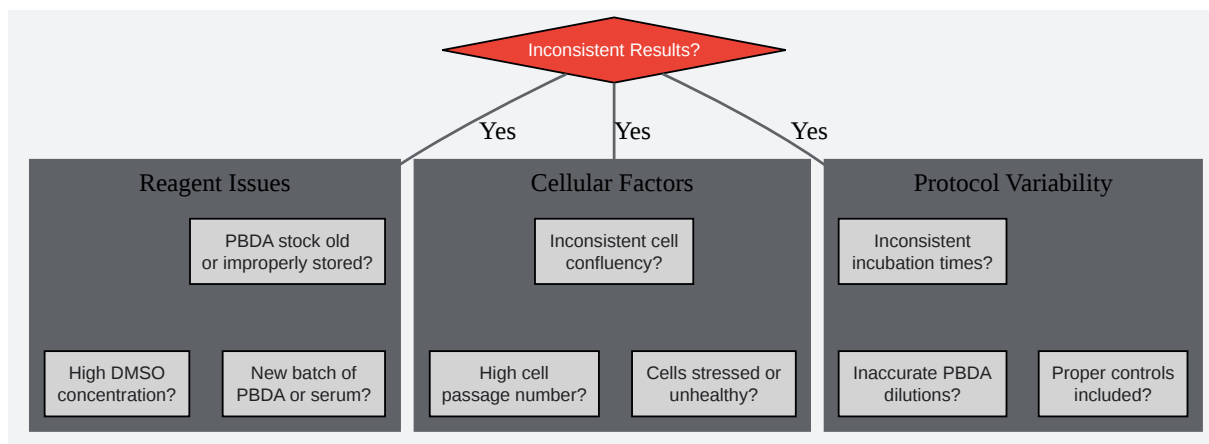 Inconsistent Results?
Yes
Yes
Yes
Reagent Issues
PBDA stock old
or improperly stored?
High DMSO
concentration?
New batch of
PBDA or serum?
Cellular Factors
Inconsistent cell
confluency?
High cell
passage number?
Cells stressed or
unhealthy?
Protocol Variability
Inconsistent
incubation times?
Inaccurate PBDA
dilutions?
Proper controls
included?